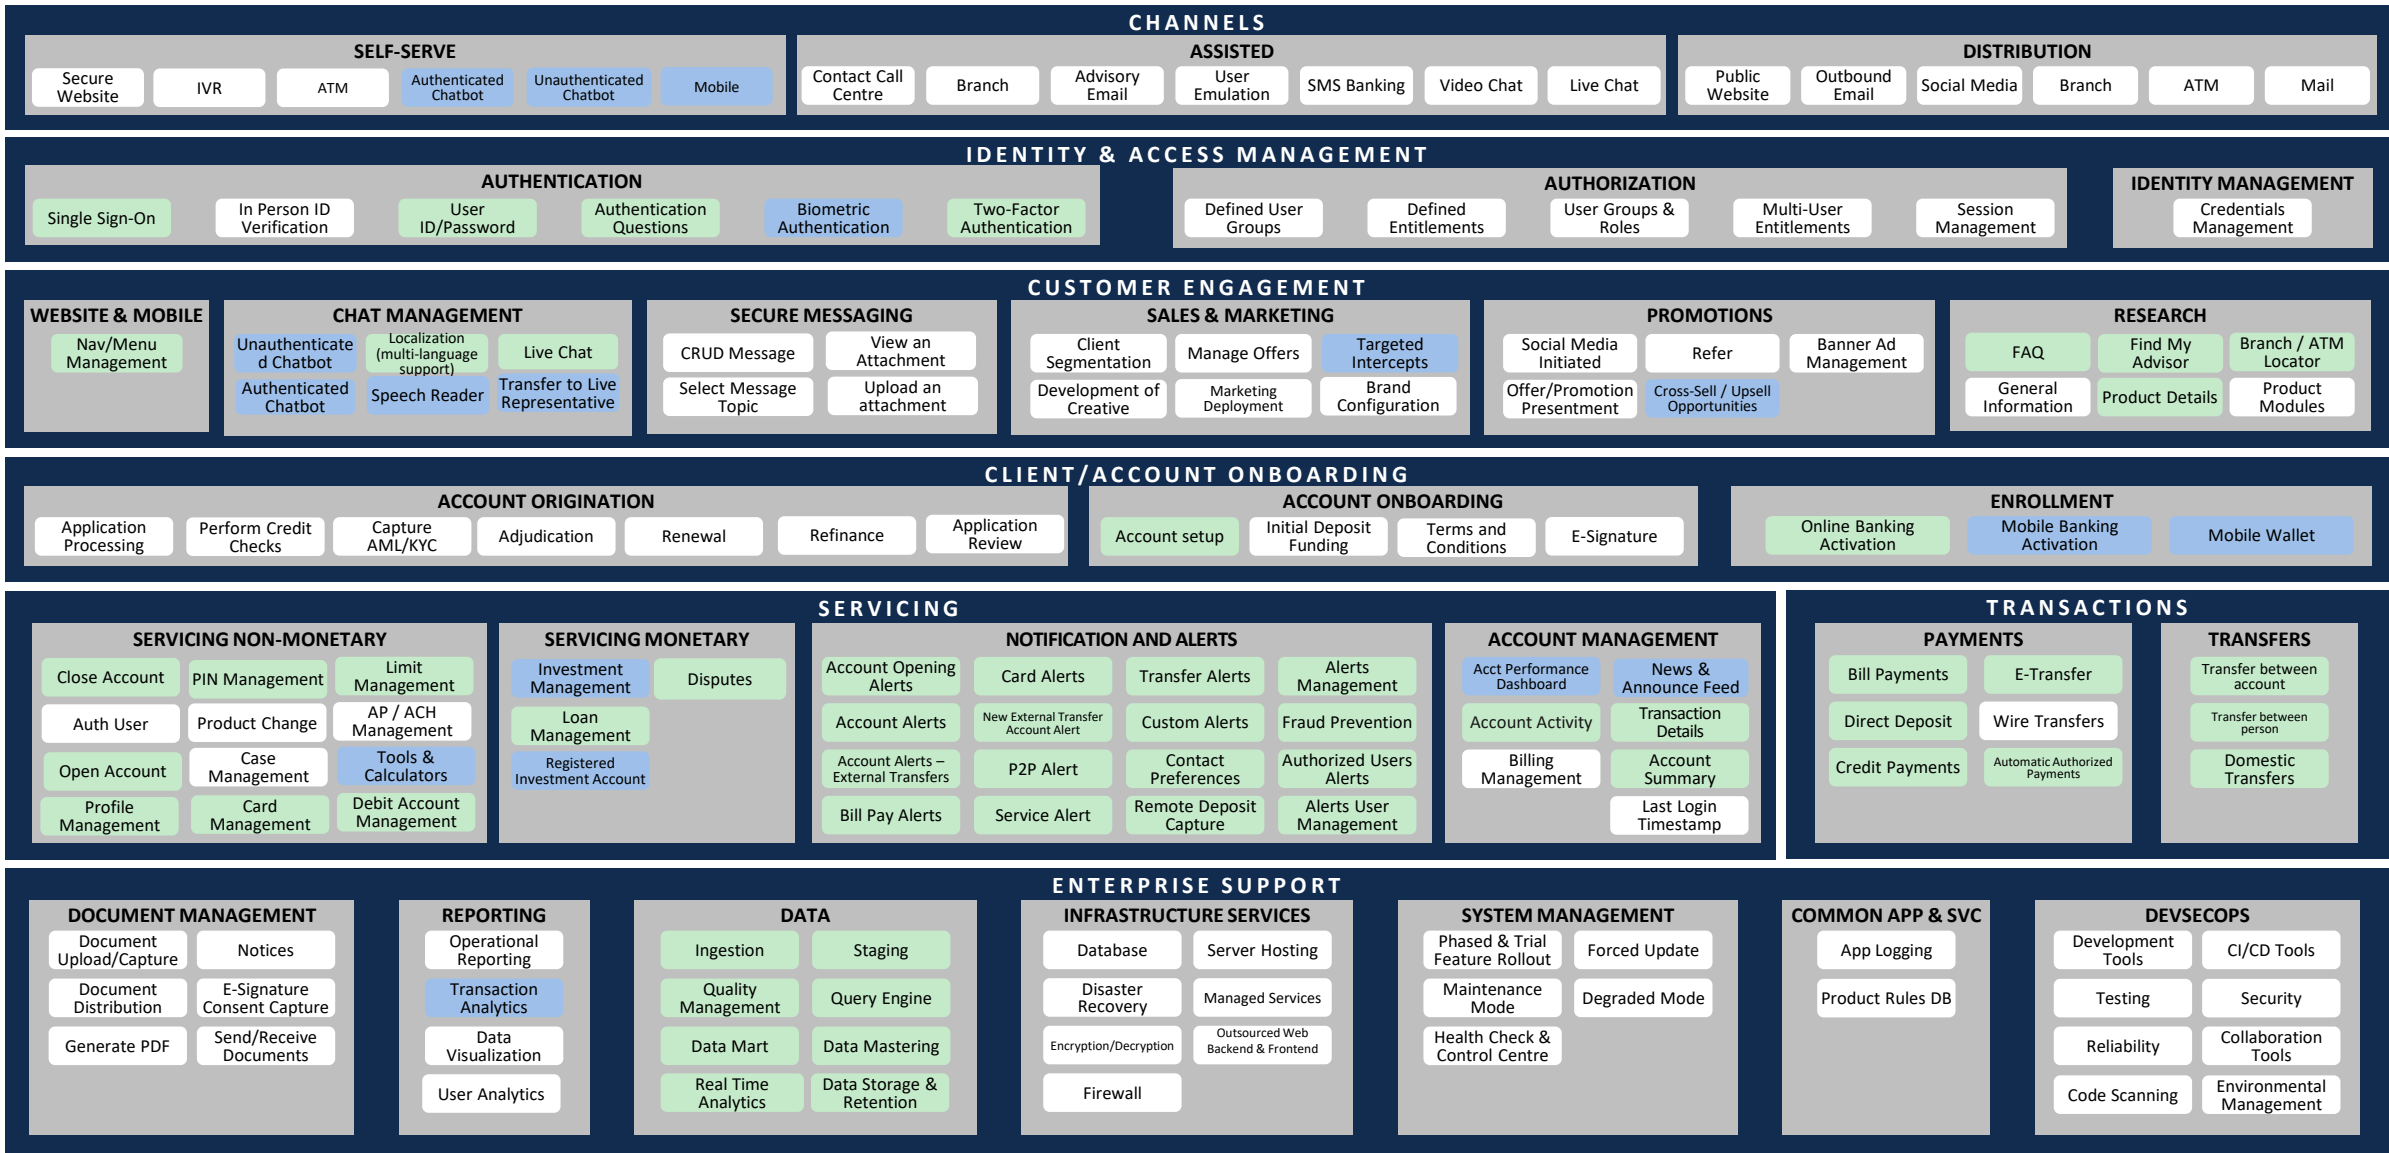 CHANNELS
SELF-SERVE
Secure
Website
IVR
ATM
Authenticated
Chatbot
Unauthenticated
Chatbot
Mobile
ASSISTED
Contact Call
Centre
Branch
Advisory
Email
User
Emulation
SMS Banking
Video Chat
Live Chat
DISTRIBUTION
Public
Website
Outbound
Email
Social Media
Branch
ATM
Mail
IDENTITY & ACCESS MANAGEMENT
AUTHENTICATION
Single Sign-On
In Person ID
Verification
User
ID/Password
Authentication
Questions
Biometric
Authentication
Two-Factor
Authentication
AUTHORIZATION
Defined User
Groups
Defined
Entitlements
User Groups &
Roles
Multi-User
Entitlements
Session
Management
IDENTITY MANAGEMENT
Credentials
Management
CUSTOMER ENGAGEMENT
WEBSITE & MOBILE
Nav/Menu
Management
CHAT MANAGEMENT
Unauthenticate
d Chatbot
Localization
(multi-language
support)
Live Chat
Authenticated
Chatbot
Speech Reader
Transfer to Live
Representative
SECURE MESSAGING
CRUD Message
View an
Attachment
Select Message
Topic
Upload an
attachment
SALES & MARKETING
Client
Segmentation
Manage Offers
Targeted
Intercepts
Development of
Creative
Marketing
Deployment
Brand
Configuration
PROMOTIONS
Social Media
Initiated
Refer
Banner Ad
Management
Offer/Promotion
Presentment
Cross-Sell / Upsell
Opportunities
RESEARCH
FAQ
Find My
Advisor
Branch / ATM
Locator
General
Information
Product Details
Product
Modules
CLIENT/ACCOUNT ONBOARDING
ACCOUNT ORIGINATION
Application
Processing
Perform Credit
Checks
Capture
AML/KYC
Adjudication
Renewal
Refinance
Application
Review
ACCOUNT ONBOARDING
Account setup
Initial Deposit
Funding
Terms and
Conditions
E-Signature
ENROLLMENT
Online Banking
Activation
Mobile Banking
Activation
Mobile Wallet
SERVICING
SERVICING NON-MONETARY
Close Account
PIN Management
Limit
Management
Auth User
Product Change
AP / ACH
Management
Open Account
Case
Management
Tools &
Calculators
Profile
Management
Card
Management
Debit Account
Management
SERVICING MONETARY
Investment
Management
Disputes
Loan
Management
Registered
Investment Account
NOTIFICATION AND ALERTS
Account Opening
Alerts
Card Alerts
Transfer Alerts
Alerts
Management
Account Alerts
New External Transfer
Account Alert
Custom Alerts
Fraud Prevention
Account Alerts –
External Transfers
P2P Alert
Contact
Preferences
Authorized Users
Alerts
Bill Pay Alerts
Service Alert
Remote Deposit
Capture
Alerts User
Management
ACCOUNT MANAGEMENT
Acct Performance
Dashboard
News &
Announce Feed
Account Activity
Transaction
Details
Billing
Management
Account
Summary
Last Login
Timestamp
TRANSACTIONS
PAYMENTS
Bill Payments
E-Transfer
Direct Deposit
Wire Transfers
Credit Payments
Automatic Authorized
Payments
TRANSFERS
Transfer between
account
Transfer between
person
Domestic
Transfers
ENTERPRISE SUPPORT
DOCUMENT MANAGEMENT
Document
Upload/Capture
Notices
Document
Distribution
E-Signature
Consent Capture
Generate PDF
Send/Receive
Documents
REPORTING
Operational
Reporting
Transaction
Analytics
Data
Visualization
User Analytics
DATA
Ingestion
Staging
Quality
Management
Query Engine
Data Mart
Data Mastering
Real Time
Analytics
Data Storage &
Retention
INFRASTRUCTURE SERVICES
Database
Server Hosting
Disaster
Recovery
Managed Services
Encryption/Decryption
Outsourced Web
Backend & Frontend
Firewall
SYSTEM MANAGEMENT
Phased & Trial
Feature Rollout
Forced Update
Maintenance
Mode
Degraded Mode
Health Check &
Control Centre
COMMON APP & SVC
App Logging
Product Rules DB
DEVSECOPS
Development
Tools
CI/CD Tools
Testing
Security
Reliability
Collaboration
Tools
Code Scanning
Environmental
Management